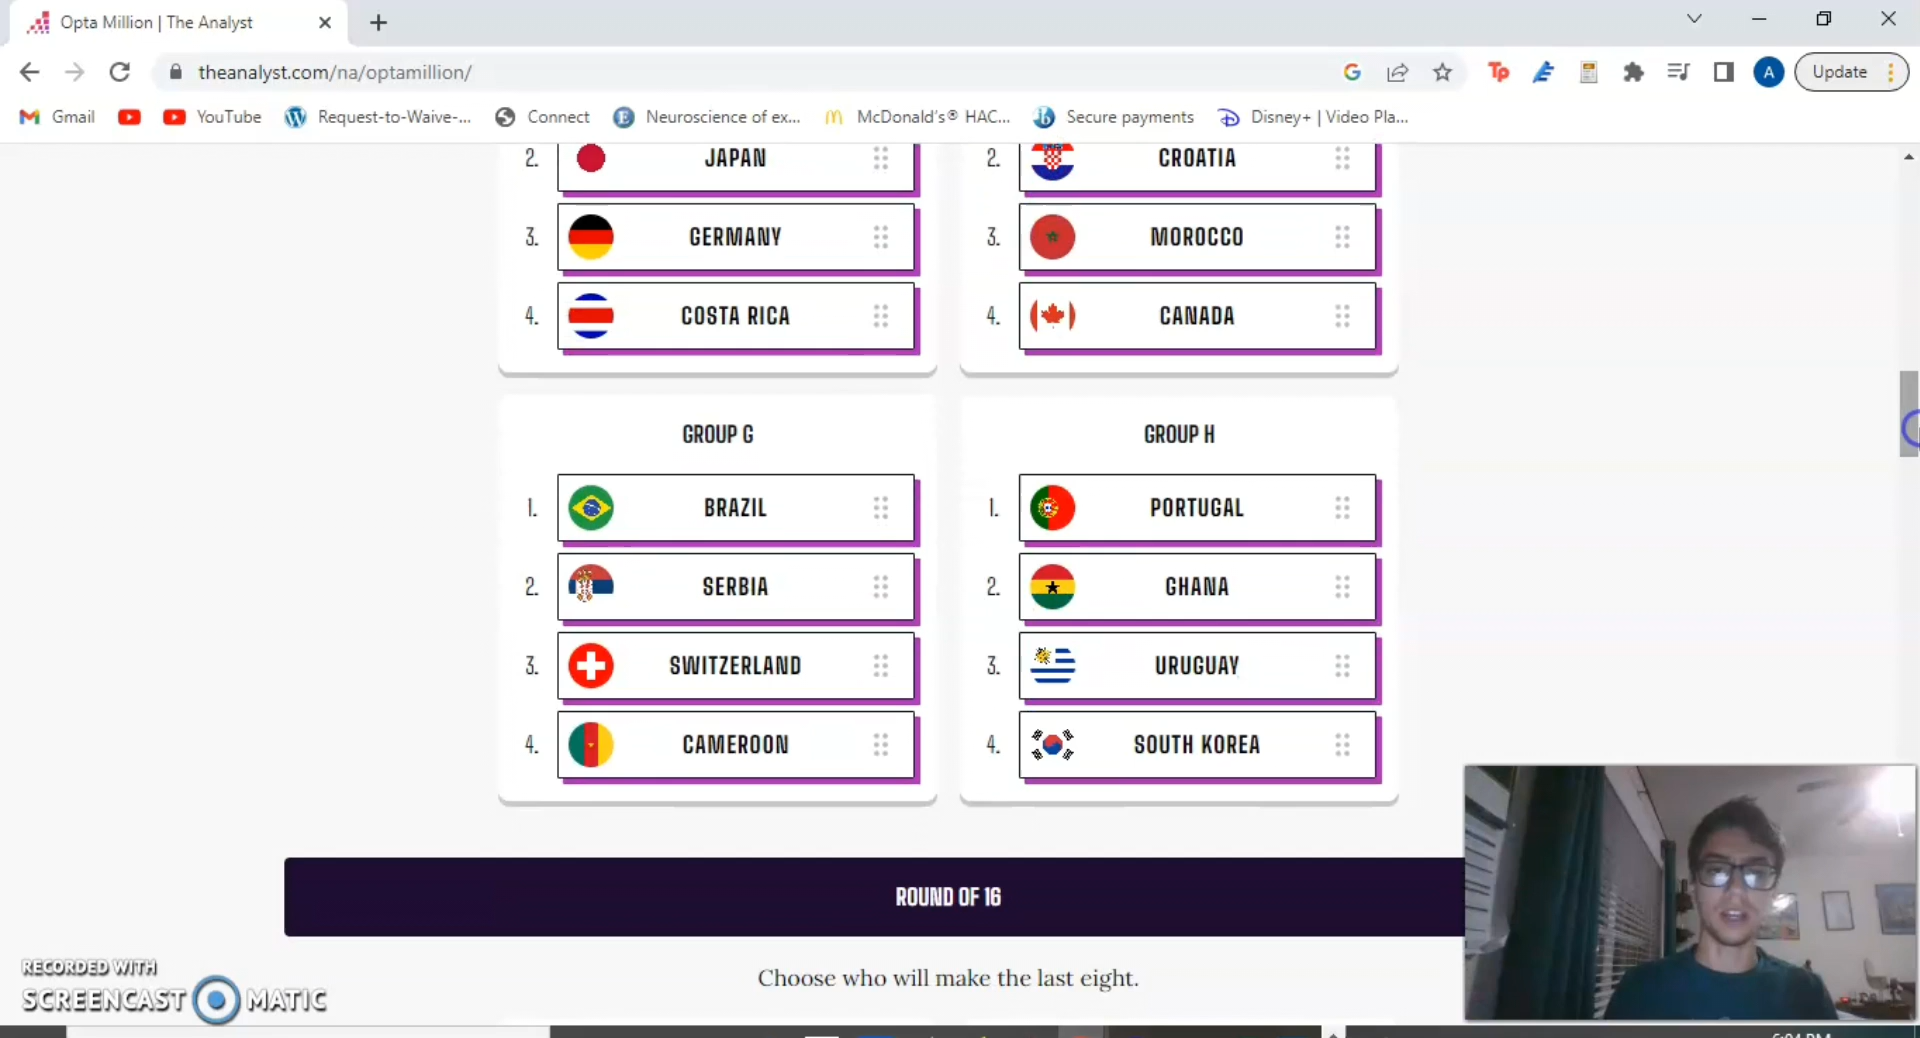 Opta Million | The Analyst
theanalyst.com/na/optamillion/
A
Update
Gmail
YouTube
Request-to-Waive-...
Connect
Neuroscience of ex...
McDonald's® HAC...
Secure payments
Disney+ | Video Pla...
2. JAPAN
3. GERMANY
4. COSTA RICA
2. CROATIA
3. MOROCCO
4. CANADA
GROUP G
1. BRAZIL
2. SERBIA
3. SWITZERLAND
4. CAMEROON
GROUP H
1. PORTUGAL
2. GHANA
3. URUGUAY
4. SOUTH KOREA
ROUND OF 16
Choose who will make the last eight.
RECORDED WITH
SCREENCAST MATIC